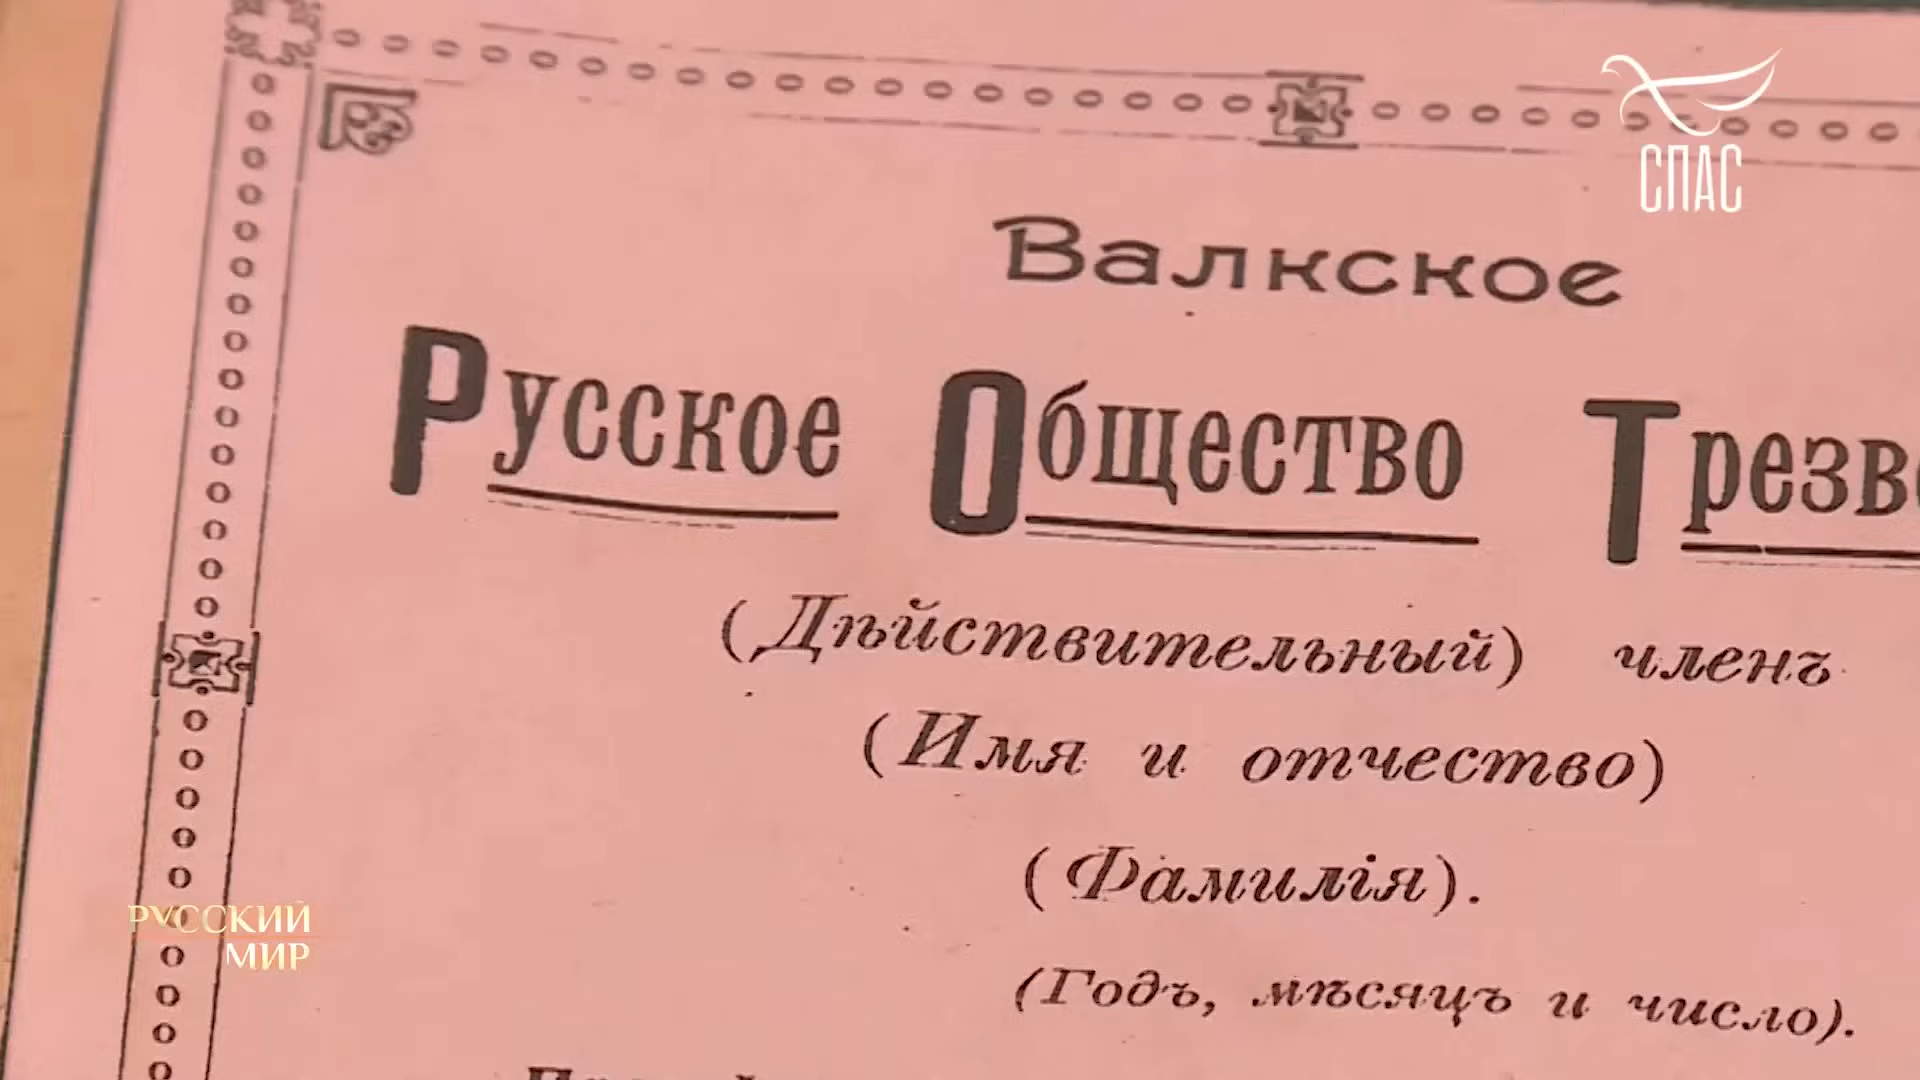 СПАС
Валкское
Русское Общество Трезв
(Дѣйствительный) членъ
(Имя и отчество)
(Фамилія).
(Годъ, мѣсяцъ и число).
РУССКИЙ
МИР